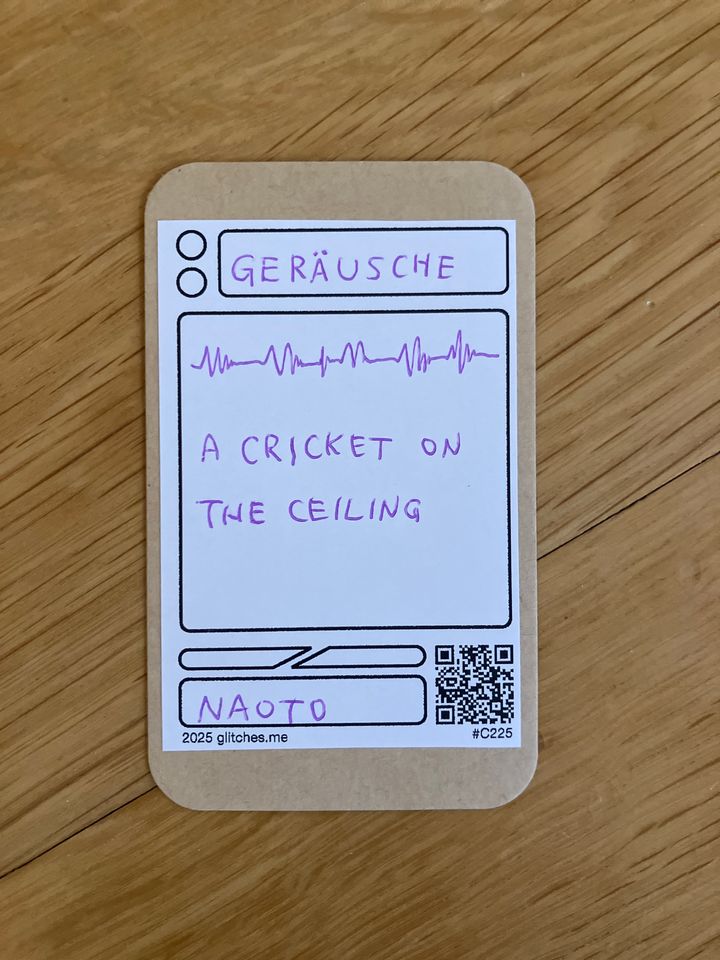 GERÄUSCHE
A CRICKET ON
THE CEILING
NAOTO
2025 glitches.me
#C225